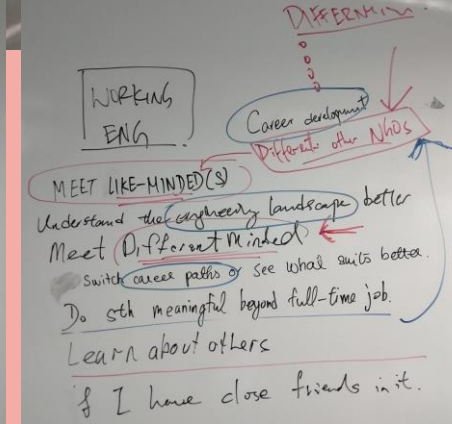 DIFFERN
WORKING
ENG
Career development
Different other NGOs
MEET LIKE-MINDED(S)
Understand the engineering landscape better
Meet Different Minded
Switch career paths or see what suits better.
Do sth meaningful beyond full-time job.
Learn about others
if I have close friends in it.